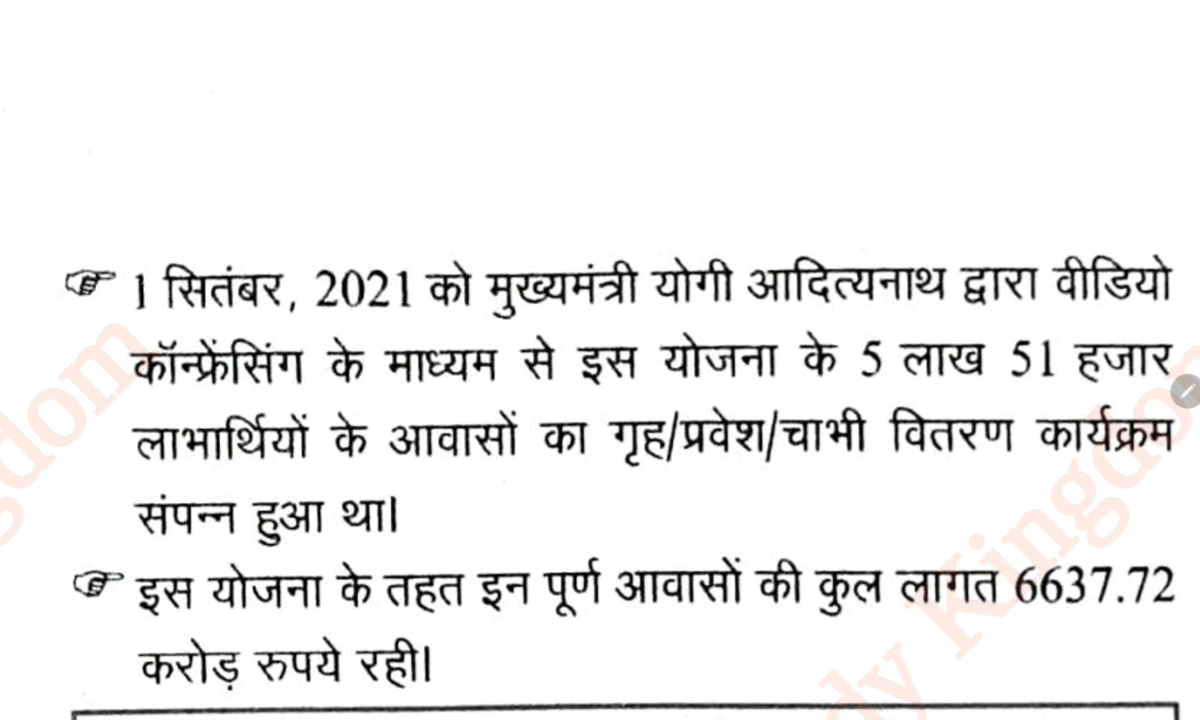 ☞ 1 सितंबर, 2021 को मुख्यमंत्री योगी आदित्यनाथ द्वारा वीडियो
कॉन्फ्रेंसिंग के माध्यम से इस योजना के 5 लाख 51 हजार
लाभार्थियों के आवासों का गृह/प्रवेश/चाभी वितरण कार्यक्रम
संपन्न हुआ था।
☞ इस योजना के तहत इन पूर्ण आवासों की कुल लागत 6637.72
करोड़ रुपये रही।